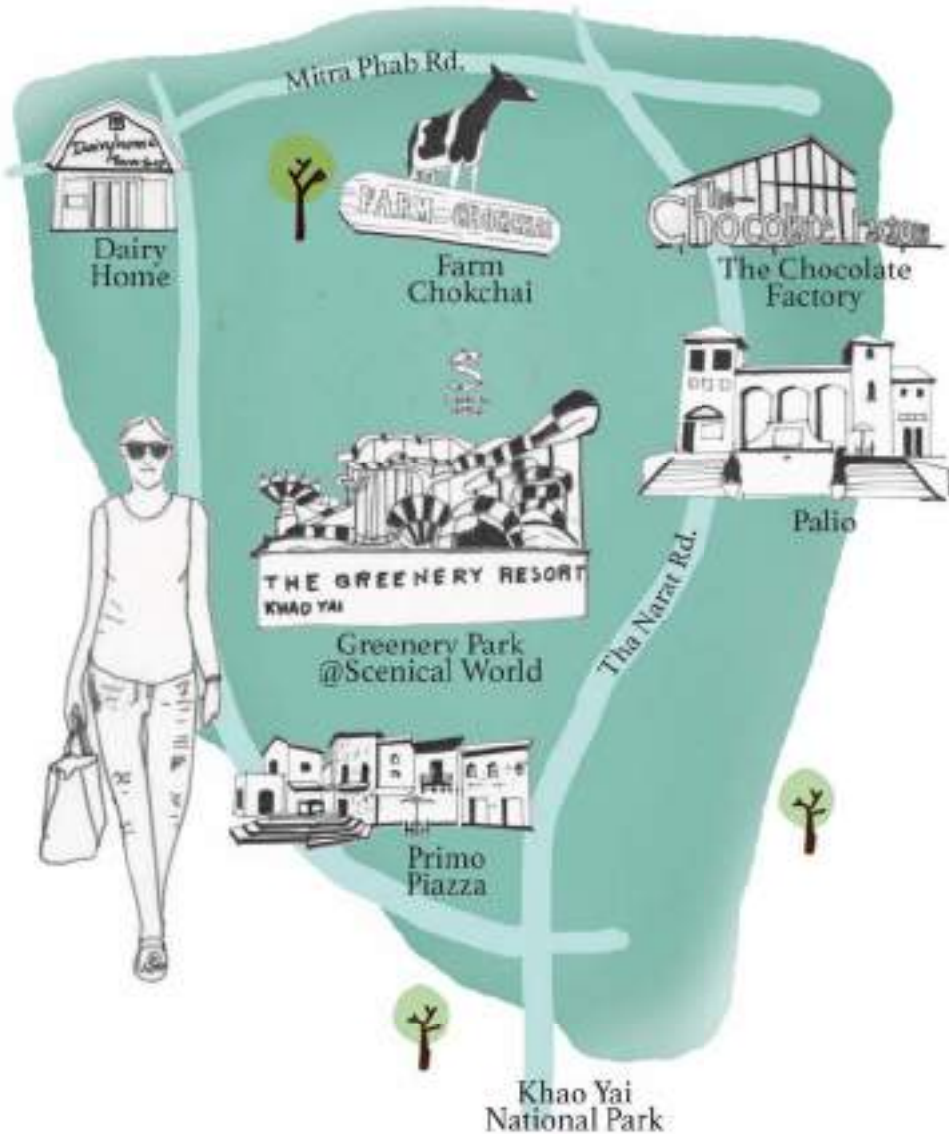 Mitra Phab Rd.
Dairy
Home
FARM CHOKCHAI
Farm
Chokchai
The
Chocolate Factory
The Chocolate
Factory
Palio
THE GREENERY RESORT
KHAO YAI
Greenery Park
@Scenical World
Tha Narat Rd.
Primo
Piazza
Khao Yai
National Park